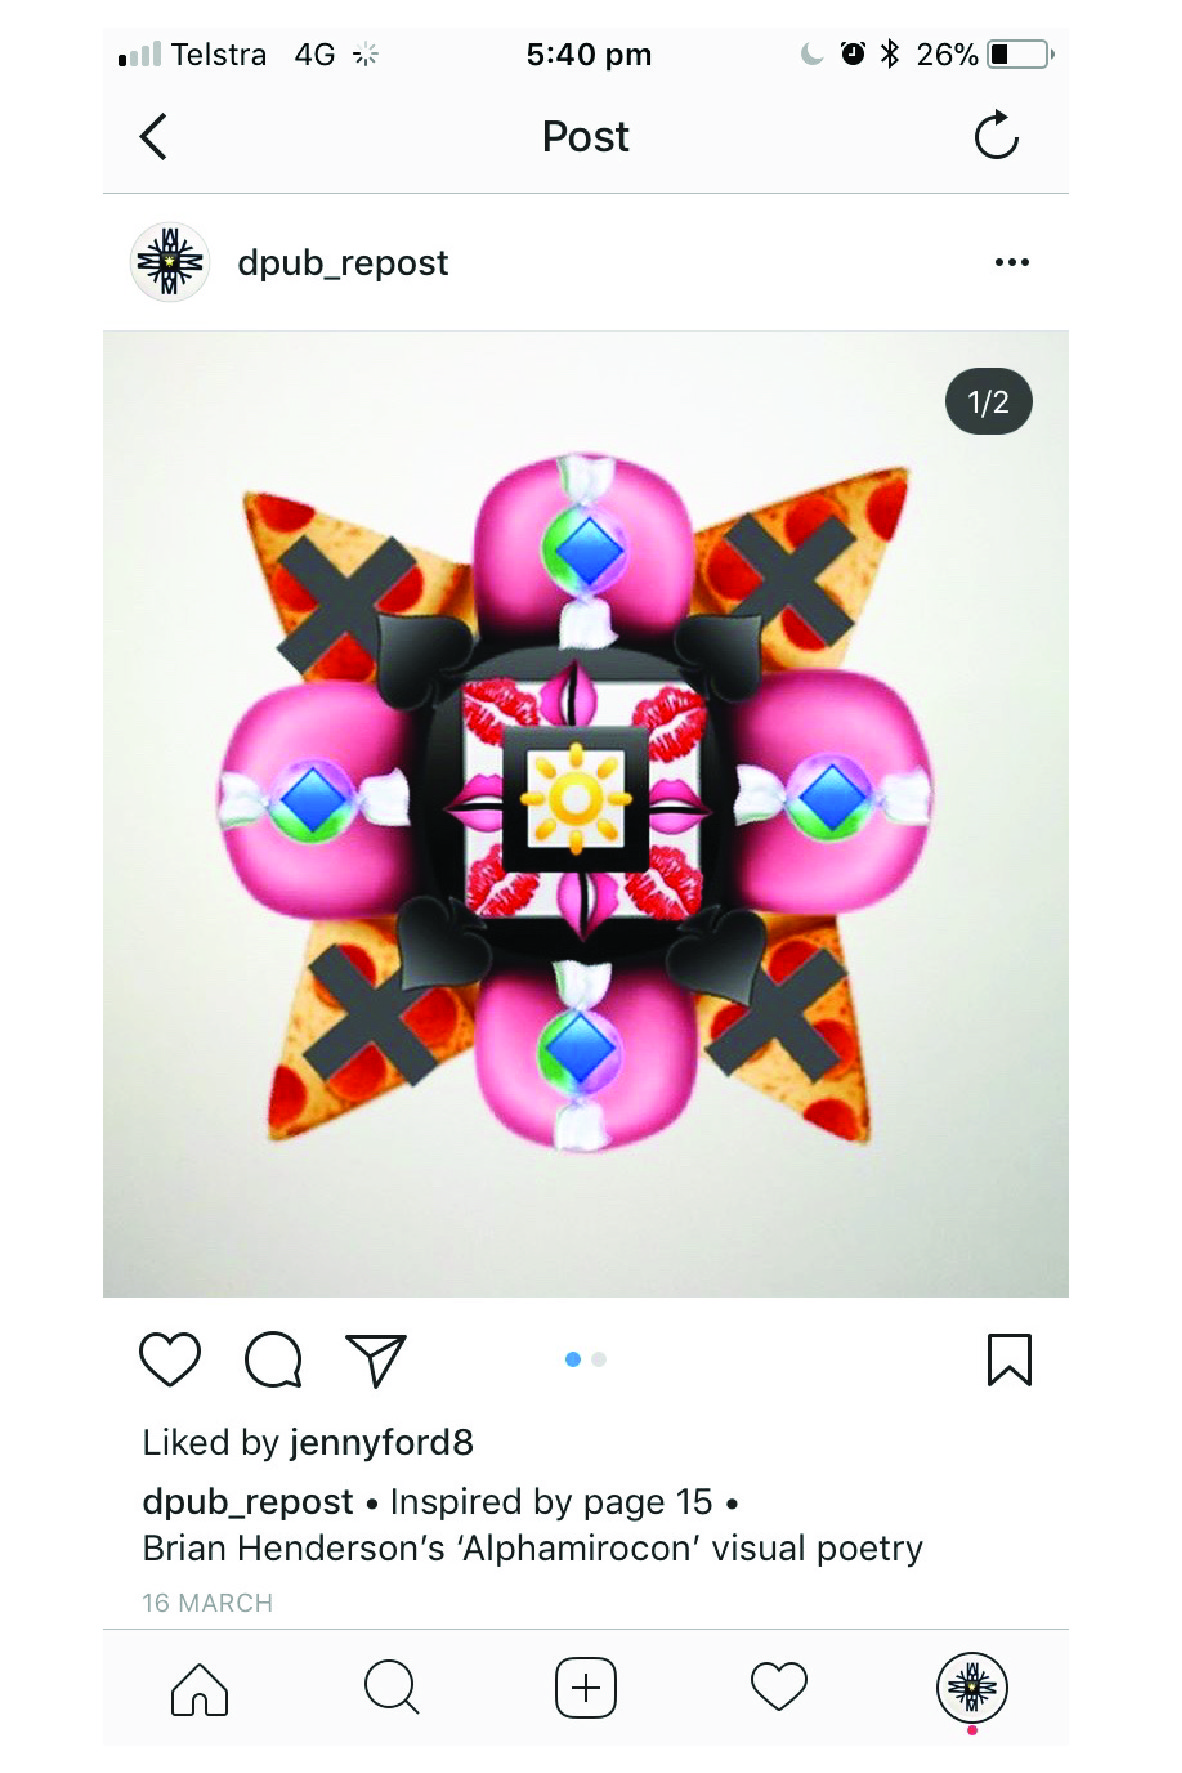 Telstra 4G 5:40 pm 26%
Post
dpub_repost
1/2
Liked by jennyford8
dpub_repost • Inspired by page 15 •
Brian Henderson’s ‘Alphamirocon’ visual poetry
16 MARCH